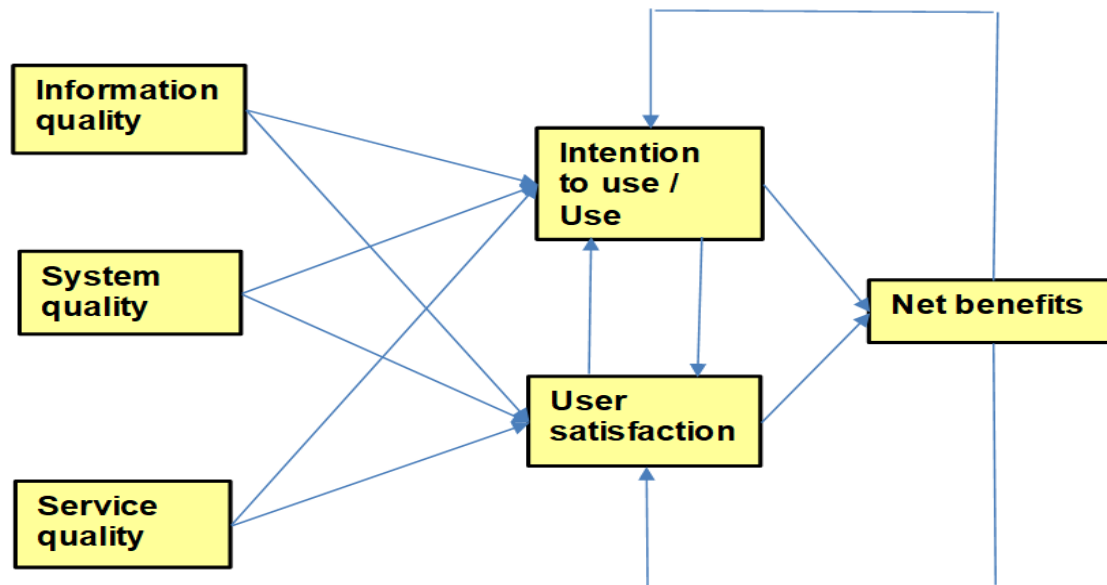 Information
quality
System
quality
Service
quality
Intention
to use /
Use
User
satisfaction
Net benefits